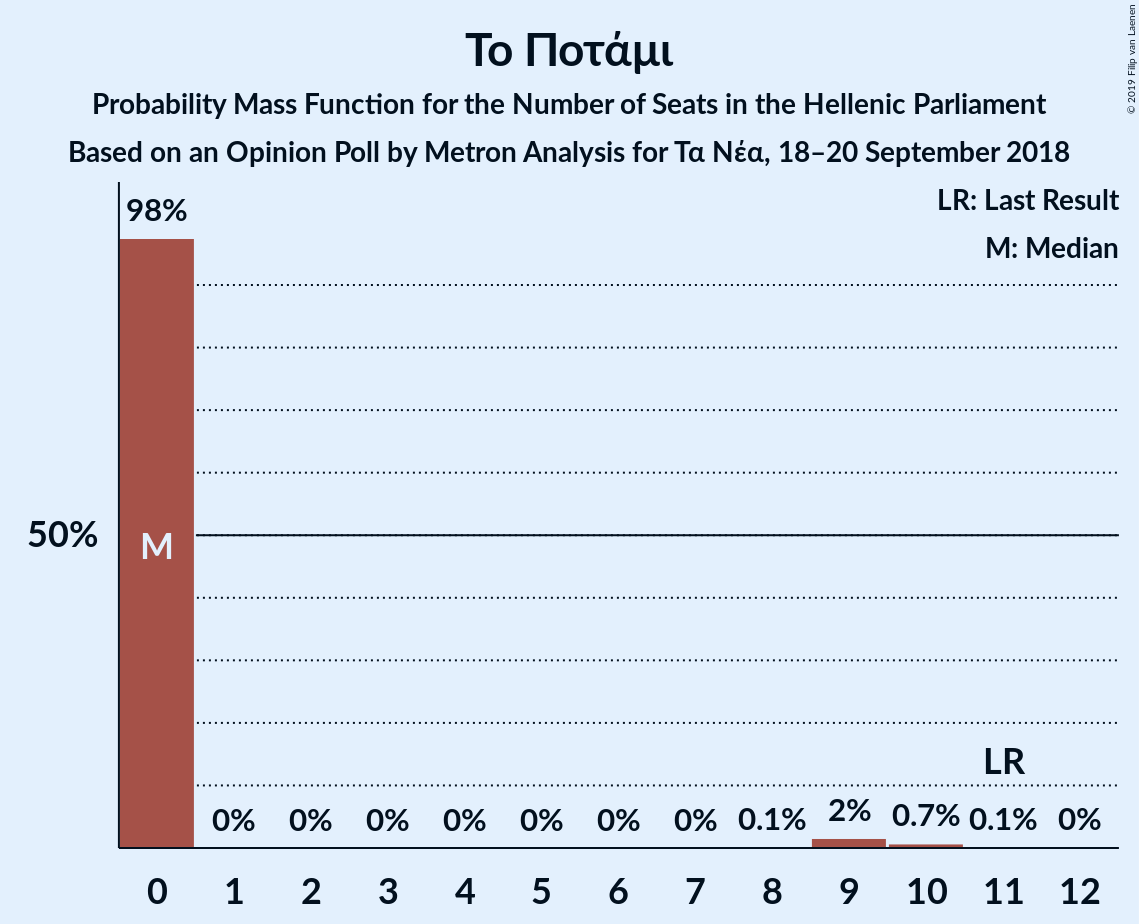 Το Ποτάμι
Probability Mass Function for the Number of Seats in the Hellenic Parliament
Based on an Opinion Poll by Metron Analysis for Τα Νέα, 18–20 September 2018
© 2019 Filip van Laenen
LR: Last Result
M: Median
98%
50%
M
LR
0% 0% 0% 0% 0% 0% 0% 0.1% 2% 0.7% 0.1% 0%
0 1 2 3 4 5 6 7 8 9 10 11 12